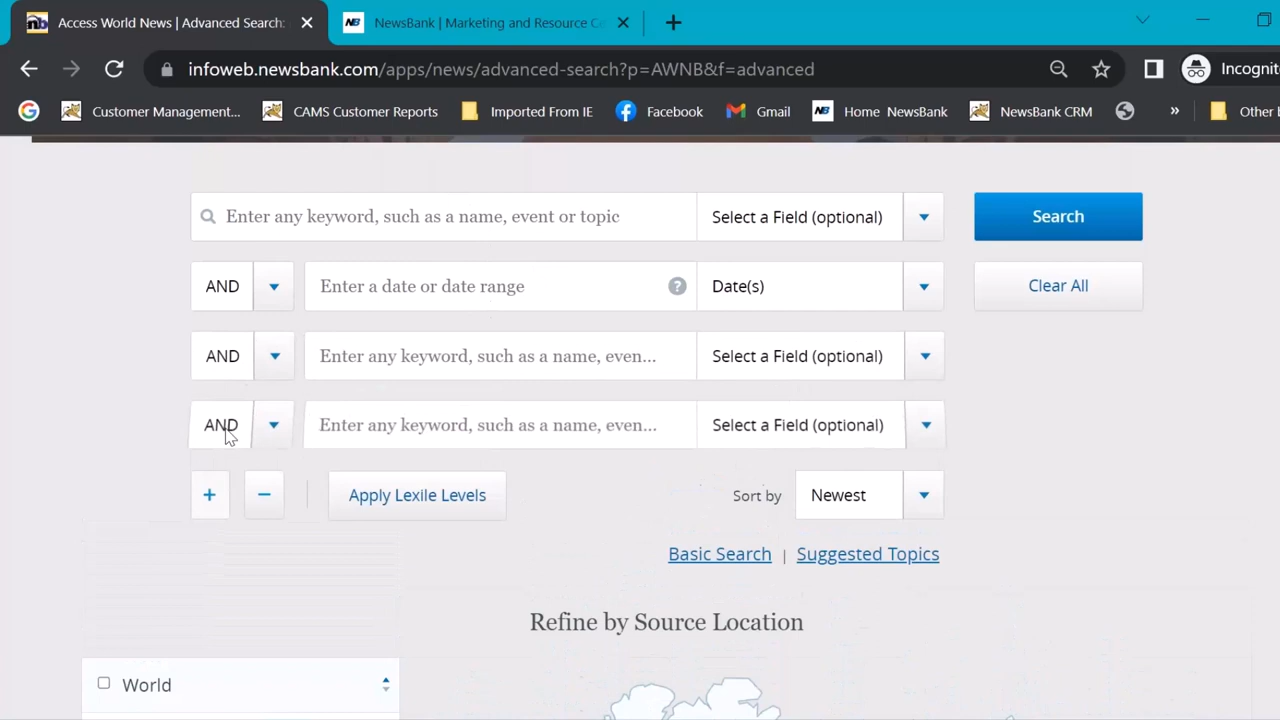 Access World News | Advanced Search:
NB NewsBank | Marketing and Resource Ce
infoweb.newsbank.com/apps/news/advanced-search?p=AWNB&f=advanced
Incognit
Customer Management... CAMS Customer Reports Imported From IE Facebook Gmail NB Home NewsBank NewsBank CRM » Other
Enter any keyword, such as a name, event or topic Select a Field (optional) Search
AND Enter a date or date range ? Date(s) Clear All
AND Enter any keyword, such as a name, even... Select a Field (optional)
AND Enter any keyword, such as a name, even... Select a Field (optional)
+ − Apply Lexile Levels Sort by Newest
Basic Search | Suggested Topics
Refine by Source Location
World